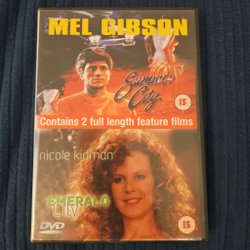 MEL GIBSON
Summer
City
15
Contains 2 full length feature films
nicole kidman
EMERALD
CITY
DVD
15